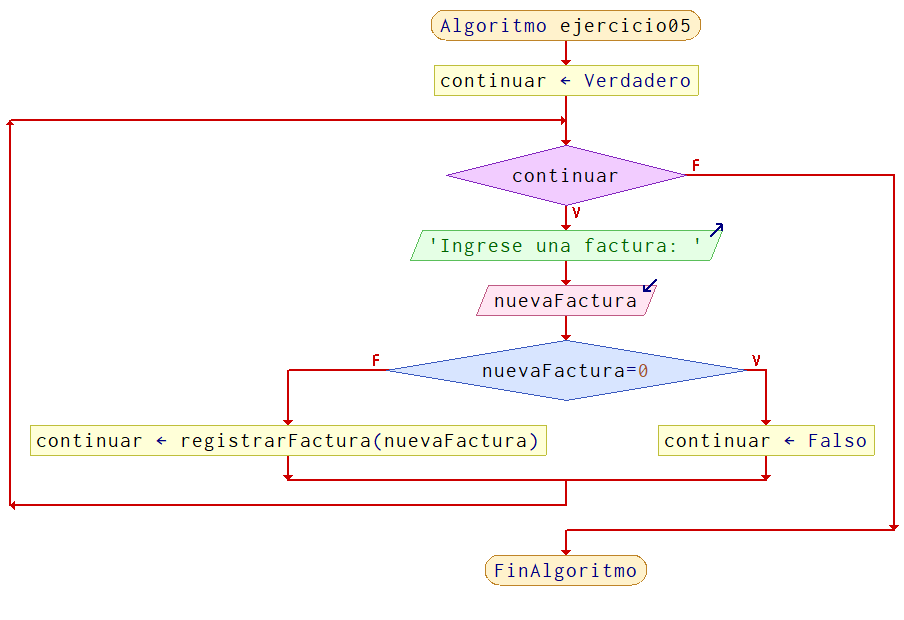 Algoritmo ejercicio05
continuar ← Verdadero
continuar
F
V
'Ingrese una factura: '
nuevaFactura
F
V
nuevaFactura=0
continuar ← registrarFactura(nuevaFactura)
continuar ← Falso
FinAlgoritmo